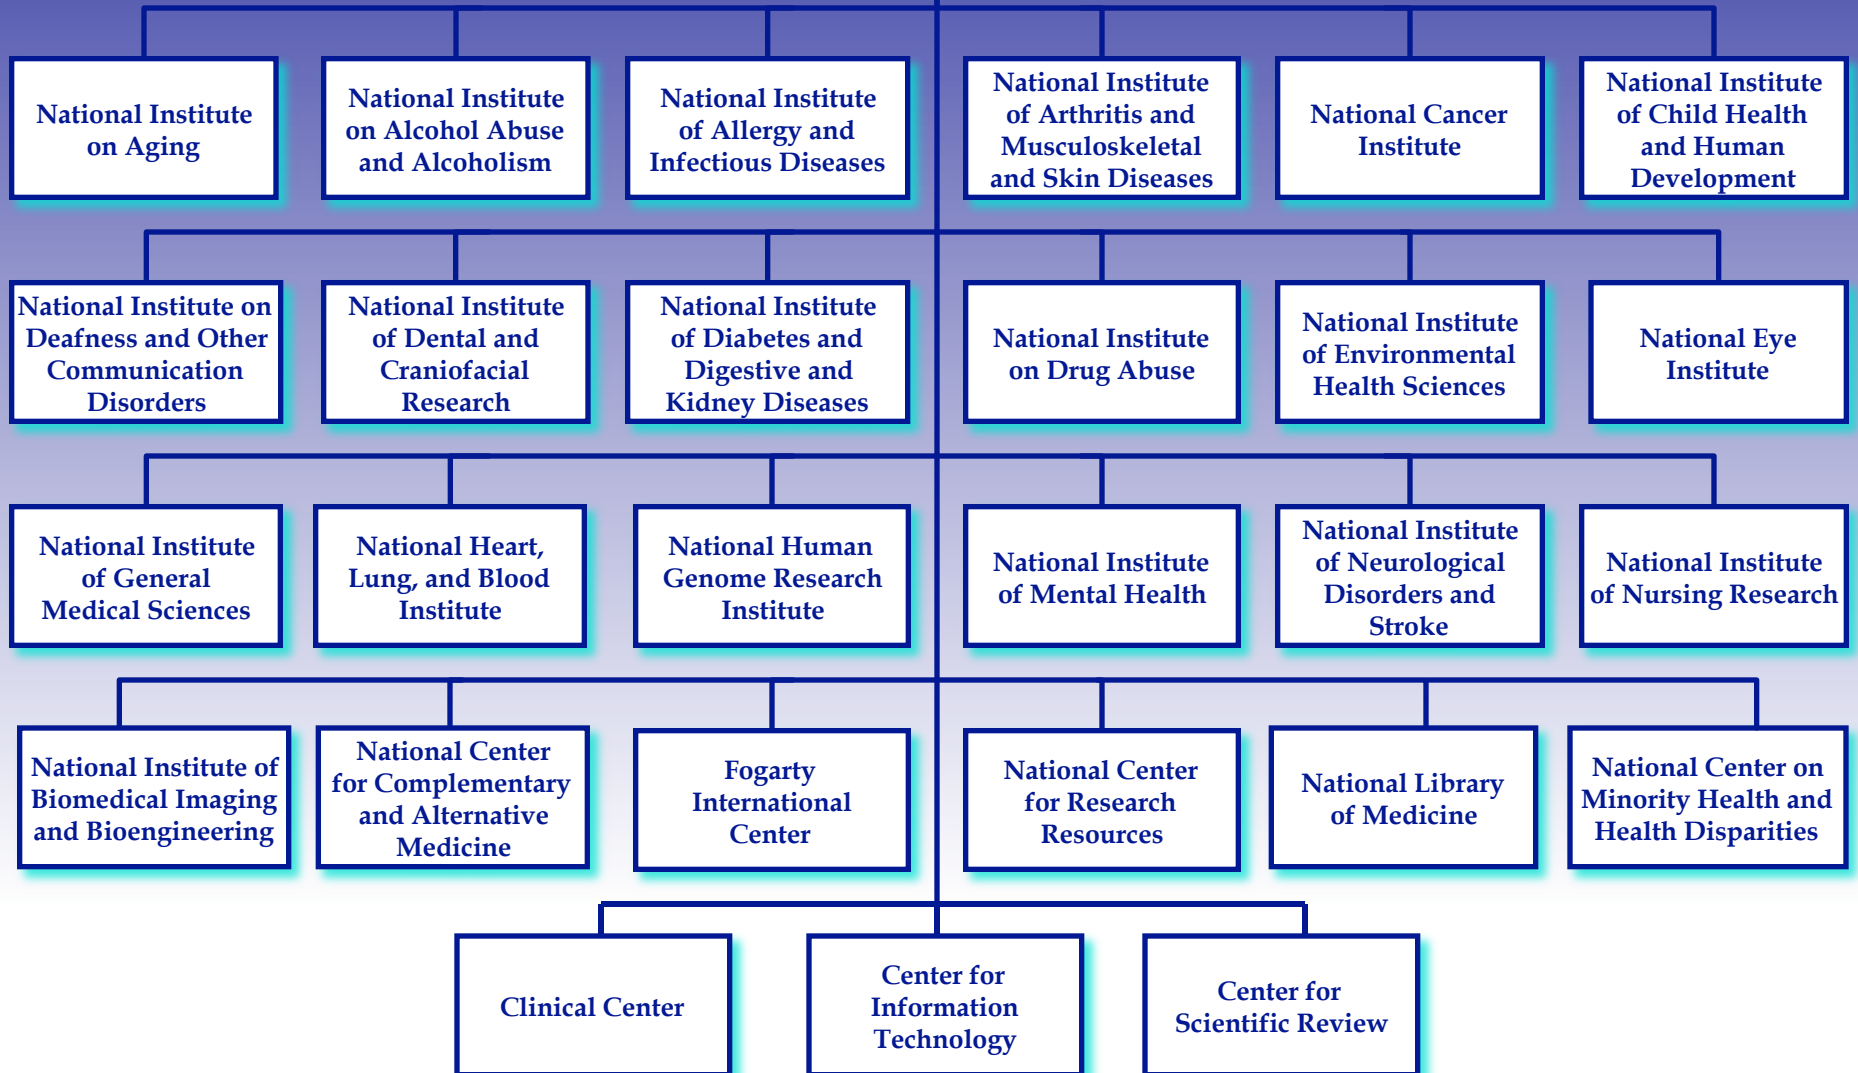 National Institute
on Aging
National Institute
on Alcohol Abuse
and Alcoholism
National Institute
of Allergy and
Infectious Diseases
National Institute
of Arthritis and
Musculoskeletal
and Skin Diseases
National Cancer
Institute
National Institute
of Child Health
and Human
Development
National Institute on
Deafness and Other
Communication
Disorders
National Institute
of Dental and
Craniofacial
Research
National Institute
of Diabetes and
Digestive and
Kidney Diseases
National Institute
on Drug Abuse
National Institute
of Environmental
Health Sciences
National Eye
Institute
National Institute
of General
Medical Sciences
National Heart,
Lung, and Blood
Institute
National Human
Genome Research
Institute
National Institute
of Mental Health
National Institute
of Neurological
Disorders and
Stroke
National Institute
of Nursing Research
National Institute of
Biomedical Imaging
and Bioengineering
National Center
for Complementary
and Alternative
Medicine
Fogarty
International
Center
National Center
for Research
Resources
National Library
of Medicine
National Center on
Minority Health and
Health Disparities
Clinical Center
Center for
Information
Technology
Center for
Scientific Review